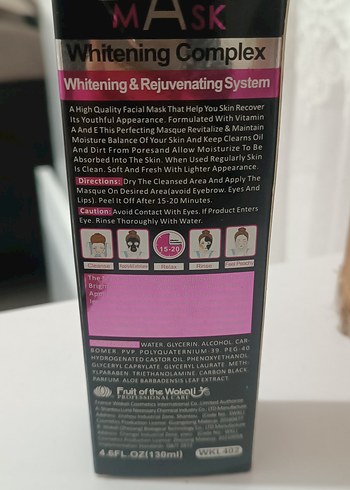 MASK
Whitening Complex
Whitening & Rejuvenating System
A High Quality Facial Mask That Help You Skin Recover
Its Youthful Appearance. Formulated With Vitamin
A And E This Perfecting Masque Revitalize & Maintain
Moisture Balance Of Your Skin And Keep Cleans Oil
And Dirt From Poresand Allow Moisturize To Be
Absorbed Into The Skin. When Used Regularly Skin
Is Clean. Soft And Fresh With Lighter Appearance.
Directions: Dry The Cleansed Area And Apply The
Masque On Desired Area(avoid Eyebrow. Eyes And
Lips). Peel It Off After 15-20 Minutes.
Caution: Avoid Contact With Eyes. If Product Enters
Eye. Rinse Thoroughly With Water.
15-20
Cleanse Relax Rinse
The
Brig
WATER, GLYCERIN, ALCOHOL, CAR-
BOMER, PVP, POLYQUATERNIUM-39, PEG-40
HYDROGENATED CASTOR OIL, PHENOXYETHANOL,
GLYCERYL CAPRYLATE, GLYCERYL LAURATE, METH-
YLPARABEN, TRIETHANOLAMINE, CARBON BLACK,
PARFUM, ALOE BARBADENSIS LEAF EXTRACT.
Fruit of the Wokali
PROFESSIONAL CARE
4.6FL.OZ(130ml) WKL402